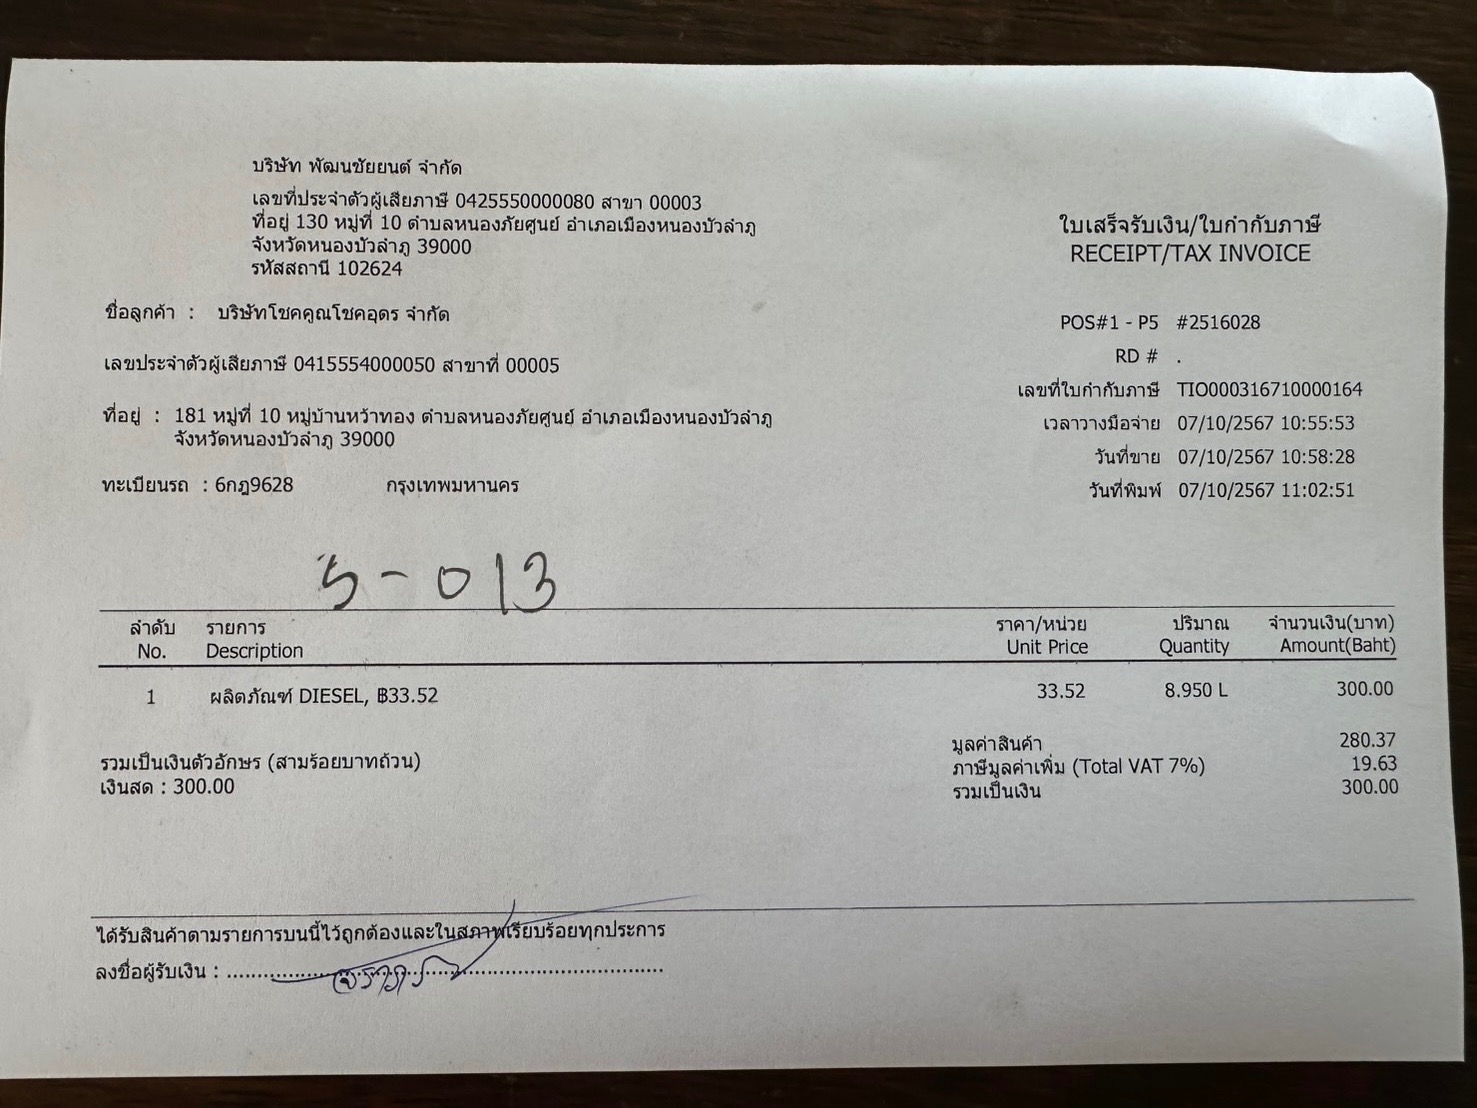 บริษัท พัฒนชัยยนต์ จำกัด
เลขที่ประจำตัวผู้เสียภาษี 0425550000080 สาขา 00003
ที่อยู่ 130 หมู่ที่ 10 ตำบลหนองภัยศูนย์ อำเภอเมืองหนองบัวลำภู
จังหวัดหนองบัวลำภู 39000
รหัสสถานี 102624
ใบเสร็จรับเงิน/ใบกำกับภาษี
RECEIPT/TAX INVOICE
ชื่อลูกค้า : บริษัทโชคคูณโชคอุดร จำกัด
เลขประจำตัวผู้เสียภาษี 0415554000050 สาขาที่ 00005
ที่อยู่ : 181 หมู่ที่ 10 หมู่บ้านหว้าทอง ตำบลหนองภัยศูนย์ อำเภอเมืองหนองบัวลำภู
จังหวัดหนองบัวลำภู 39000
ทะเบียนรถ : 6กฎ9628 กรุงเทพมหานคร
POS#1 - P5 #2516028
RD # .
เลขที่ใบกำกับภาษี TIO000316710000164
เวลาวางมือจ่าย 07/10/2567 10:55:53
วันที่ขาย 07/10/2567 10:58:28
วันที่พิมพ์ 07/10/2567 11:02:51
5-013
ลำดับ รายการ ราคา/หน่วย ปริมาณ จำนวนเงิน(บาท)
No. Description Unit Price Quantity Amount(Baht)
1 ผลิตภัณฑ์ DIESEL, ฿33.52 33.52 8.950 L 300.00
มูลค่าสินค้า 280.37
รวมเป็นเงินตัวอักษร (สามร้อยบาทถ้วน) ภาษีมูลค่าเพิ่ม (Total VAT 7%) 19.63
เงินสด : 300.00 รวมเป็นเงิน 300.00
ได้รับสินค้าตามรายการบนนี้ไว้ถูกต้องและในสภาพเรียบร้อยทุกประการ
ลงชื่อผู้รับเงิน :